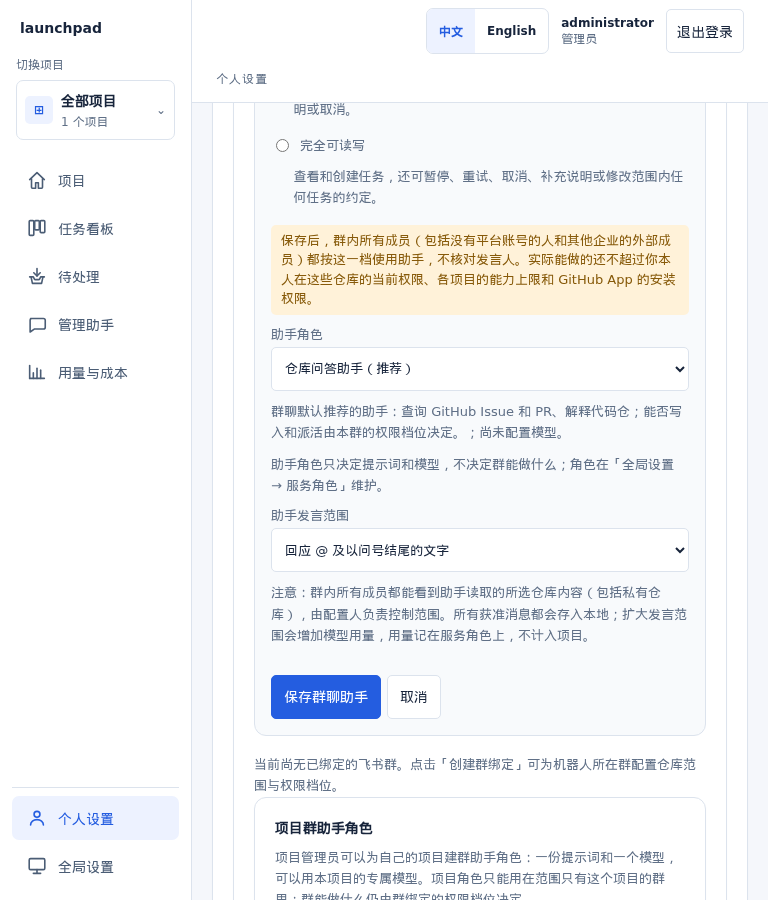 launchpad
切换项目
全部项目
1 个项目
项目
任务看板
待处理
管理助手
用量与成本
个人设置
全局设置
中文
English
administrator
管理员
退出登录
个人设置
明或取消。
完全可读写
查看和创建任务，还可暂停、重试、取消、补充说明或修改范围内任
何任务的约定。
保存后，群内所有成员（包括没有平台账号的人和其他企业的外部成
员）都按这一档使用助手，不核对发言人。实际能做的还不超过你本
人在这些仓库的当前权限、各项目的能力上限和 GitHub App 的安装
权限。
助手角色
仓库问答助手（推荐）
群聊默认推荐的助手：查询 GitHub Issue 和 PR、解释代码仓；能否写
入和派活由本群的权限档位决定。；尚未配置模型。
助手角色只决定提示词和模型，不决定群能做什么；角色在「全局设置
→ 服务角色」维护。
助手发言范围
回应 @ 及以问号结尾的文字
注意：群内所有成员都能看到助手读取的所选仓库内容（包括私有仓
库），由配置人负责控制范围。所有获准消息都会存入本地；扩大发言范
围会增加模型用量，用量记在服务角色上，不计入项目。
保存群聊助手
取消
当前尚无已绑定的飞书群。点击「创建群绑定」可为机器人所在群配置仓库范
围与权限档位。
项目群助手角色
项目管理员可以为自己的项目建群助手角色：一份提示词和一个模型，
可以用本项目的专属模型。项目角色只能用在范围只有这个项目的群
里；群能做什么仍由群绑定的权限档位决定。